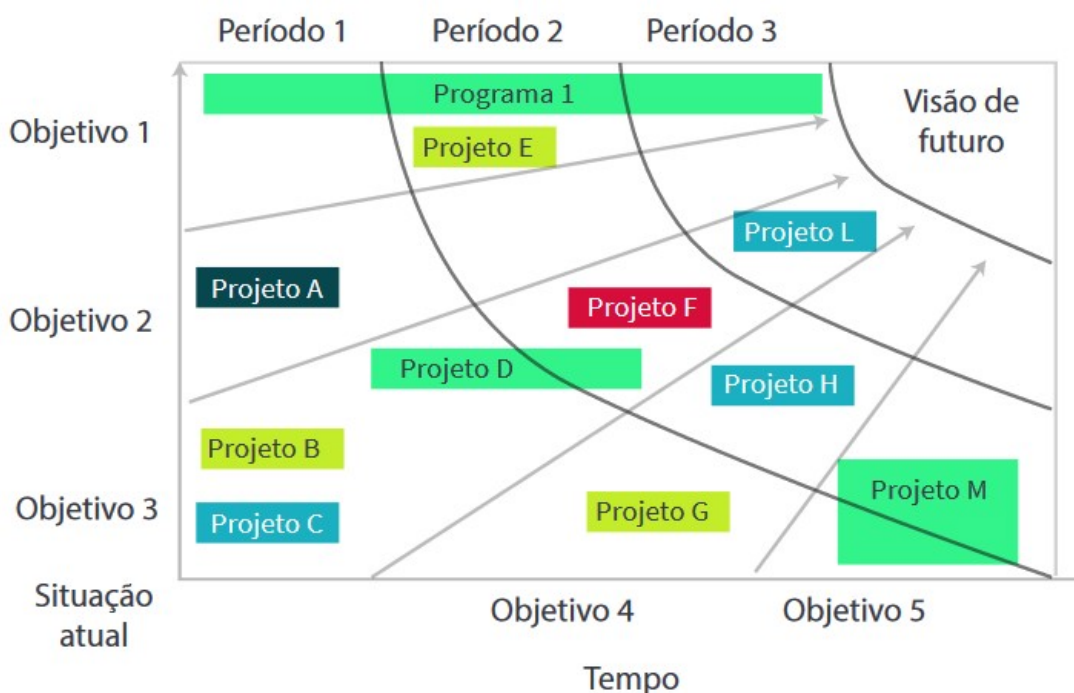 Período 1
Período 2
Período 3
Programa 1
Visão de
futuro
Objetivo 1
Projeto E
Projeto L
Projeto A
Projeto F
Objetivo 2
Projeto D
Projeto H
Projeto B
Projeto M
Objetivo 3
Projeto C
Projeto G
Situação
atual
Objetivo 4
Objetivo 5
Tempo